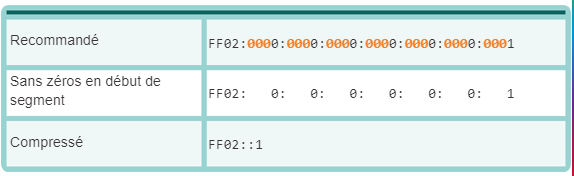 Recommandé
FF02:0000:0000:0000:0000:0000:0000:0001
Sans zéros en début de
segment
FF02:   0:   0:   0:   0:   0:   0:   1
Compressé
FF02::1